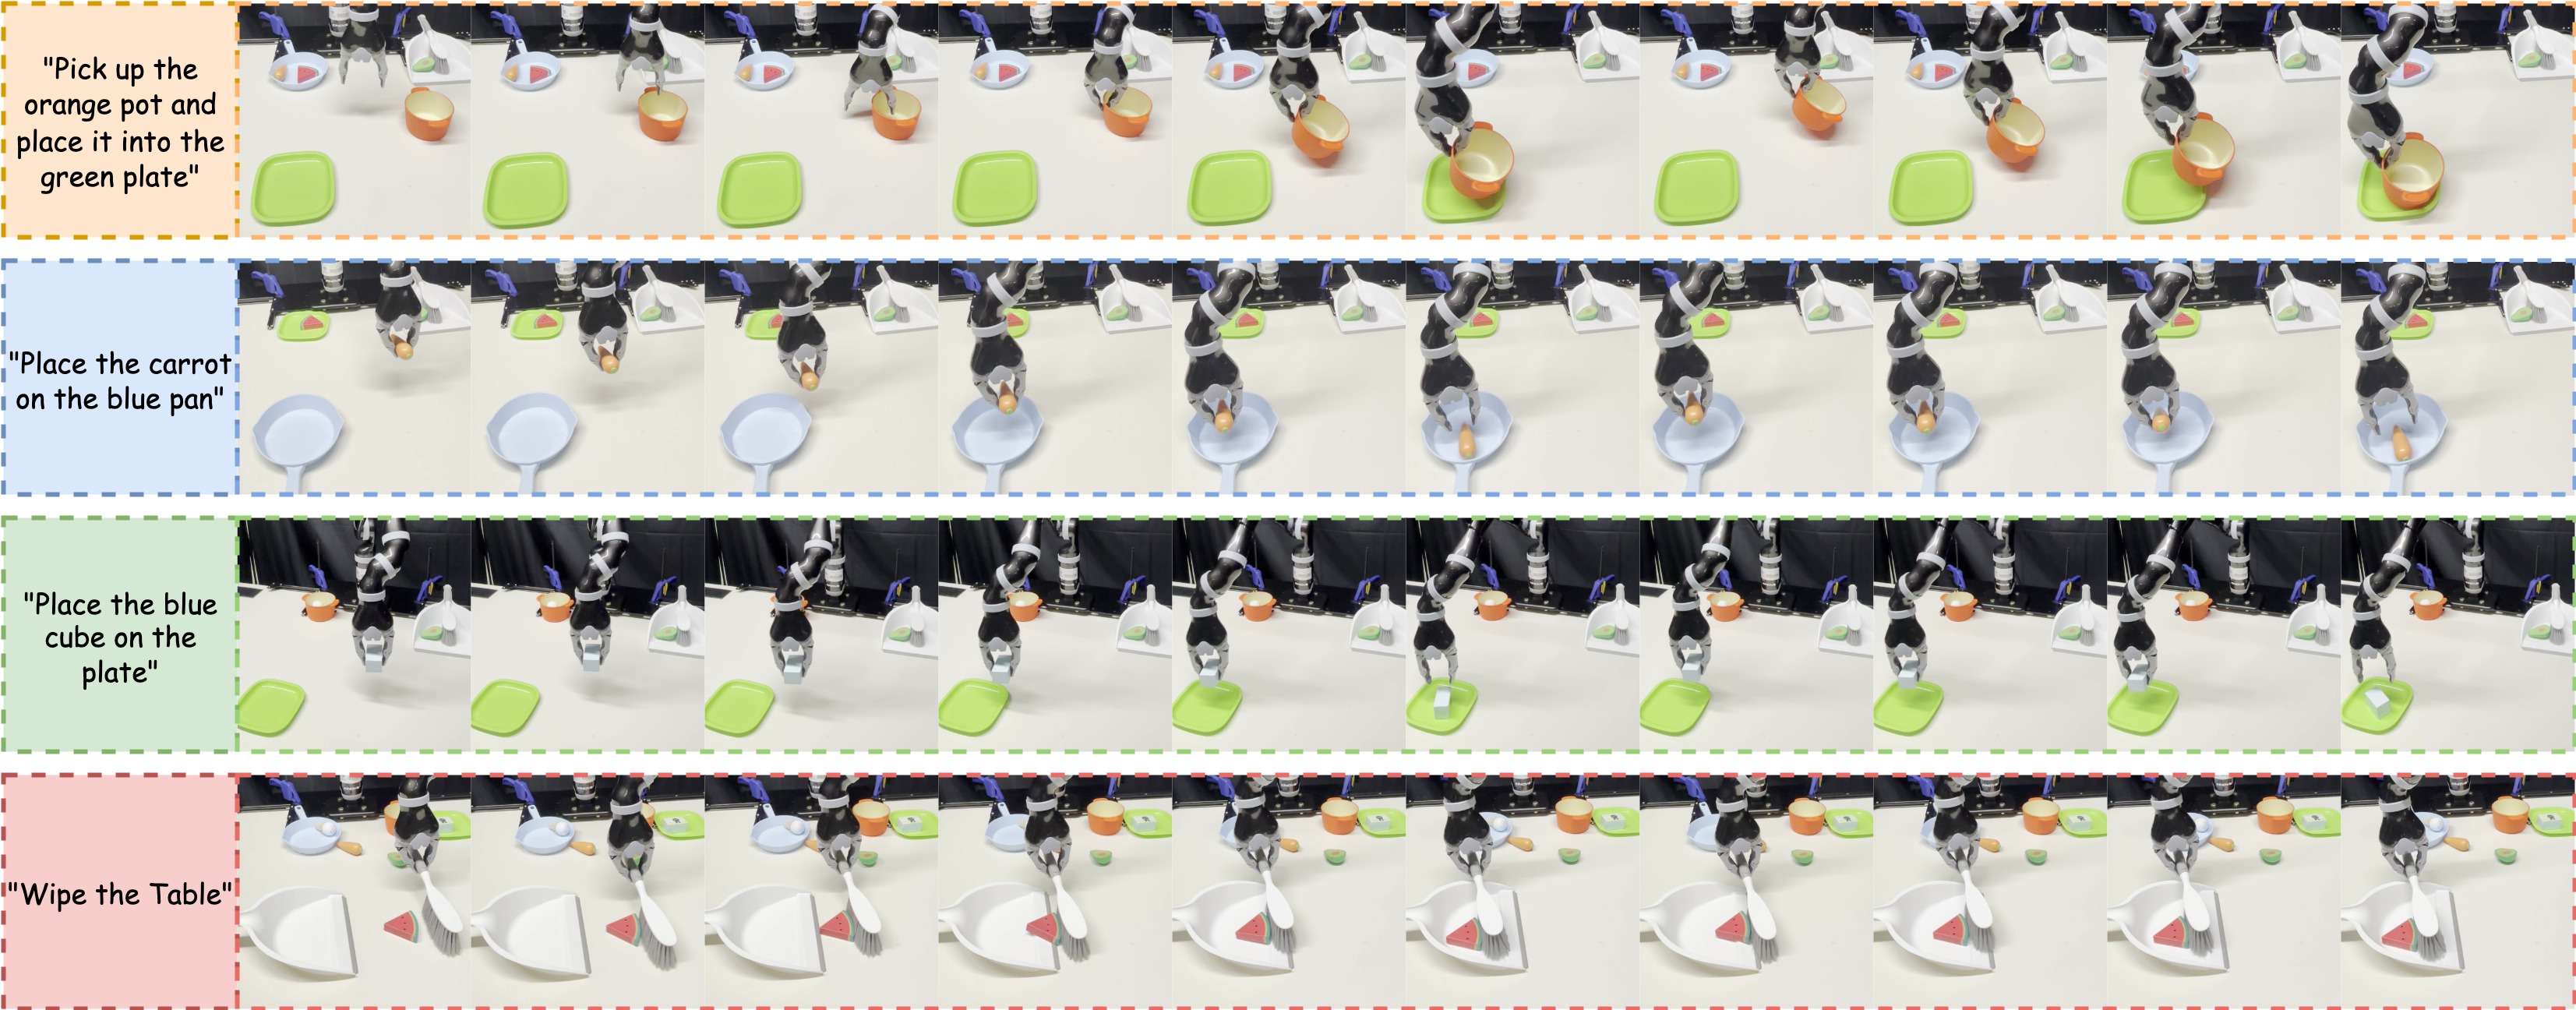 "Pick up the
orange pot and
place it into the
green plate"
"Place the carrot
on the blue pan"
"Place the blue
cube on the
plate"
"Wipe the Table"